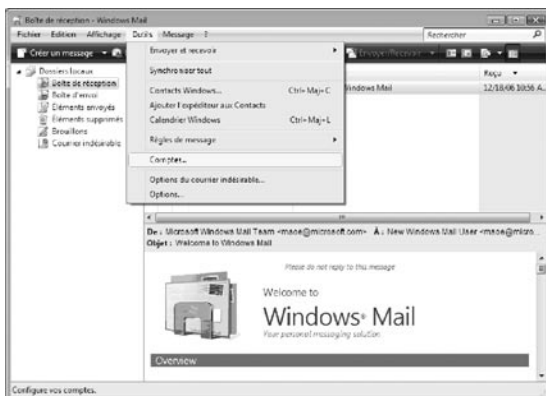 Boîte de réception - Windows Mail
Fichier Edition Affichage Outils Message ?
Rechercher
Créer un message
Envoyer/Recevoir
Dossiers locaux
Boîte de réception
Boîte d'envoi
Éléments envoyés
Éléments supprimés
Brouillons
Courrier indésirable
Envoyer et recevoir
Synchroniser tout
Contacts Windows... Ctrl+Maj+C
Ajouter l'expéditeur aux Contacts
Calendrier Windows Ctrl+Maj+L
Règles de message
Comptes...
Options du courrier indésirable...
Options...
Reçu
Windows Mail 12/18/06 10:56 A...
De : Microsoft Windows Mail Team <msoe@microsoft.com> À : New Windows Mail User <msoe@micro...
Objet : Welcome to Windows Mail
Please do not reply to this message
Welcome to
Windows® Mail
Your personal messaging solution
Overview
Configure vos comptes.